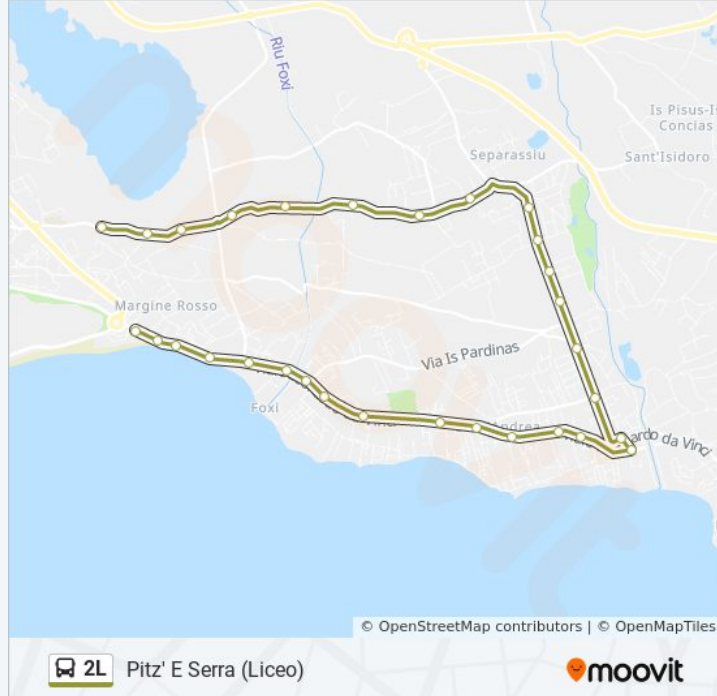 Riu Foxi
Is Pisus-Is
Concias
Separassiu
Sant'Isidoro
Margine Rosso
Via Is Pardinas
Foxi
Andrea
ardo da Vinci
© OpenStreetMap contributors | © OpenMapTiles
2L Pitz' E Serra (Liceo)
moovit